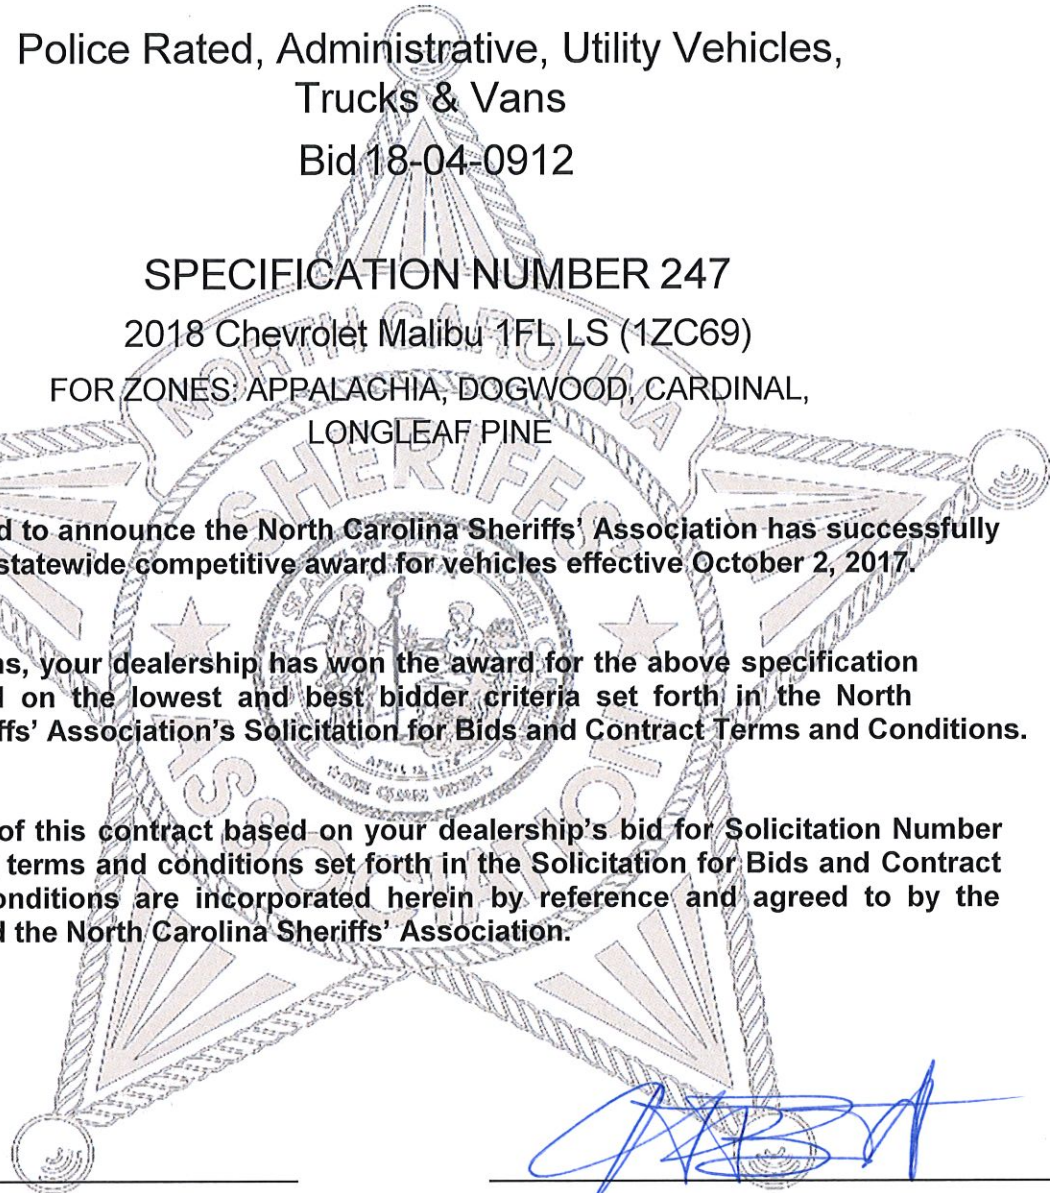 Police Rated, Administrative, Utility Vehicles,
Trucks & Vans
Bid 18-04-0912
SPECIFICATION NUMBER 247
2018 Chevrolet Malibu 1FL LS (1ZC69)
FOR ZONES: APPALACHIA, DOGWOOD, CARDINAL,
LONGLEAF PINE
NORTH CAROLINA
SHERIFFS'
d to announce the North Carolina Sheriffs' Association has successfully
statewide competitive award for vehicles effective October 2, 2017.
s, your dealership has won the award for the above specification
on the lowest and best bidder criteria set forth in the North
ffs' Association's Solicitation for Bids and Contract Terms and Conditions.
of this contract based on your dealership's bid for Solicitation Number
terms and conditions set forth in the Solicitation for Bids and Contract
onditions are incorporated herein by reference and agreed to by the
d the North Carolina Sheriffs' Association.
ASSOCIATION